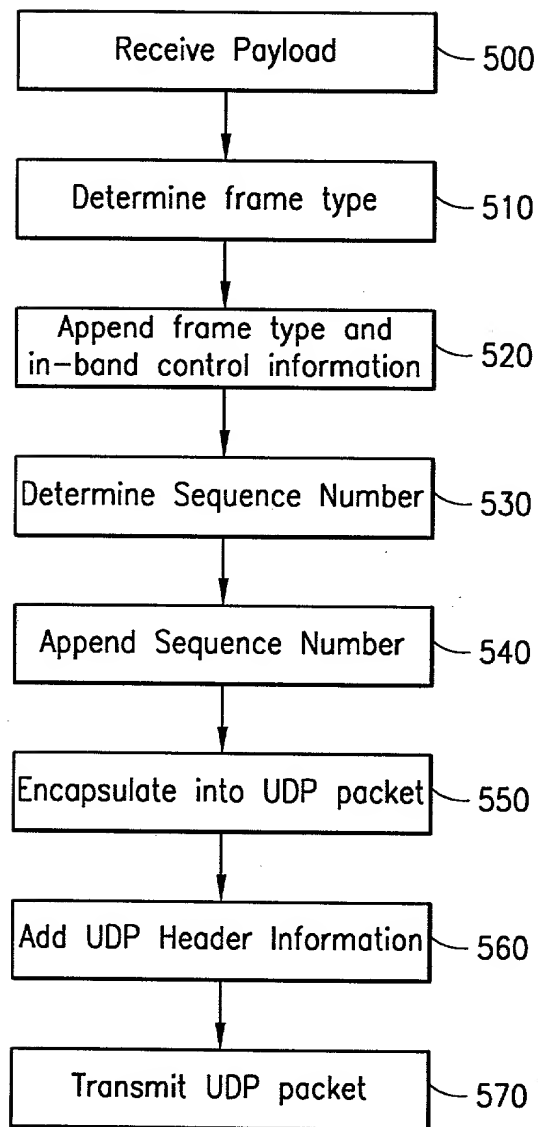 Receive Payload 500
Determine frame type 510
Append frame type and
in-band control information 520
Determine Sequence Number 530
Append Sequence Number 540
Encapsulate into UDP packet 550
Add UDP Header Information 560
Transmit UDP packet 570